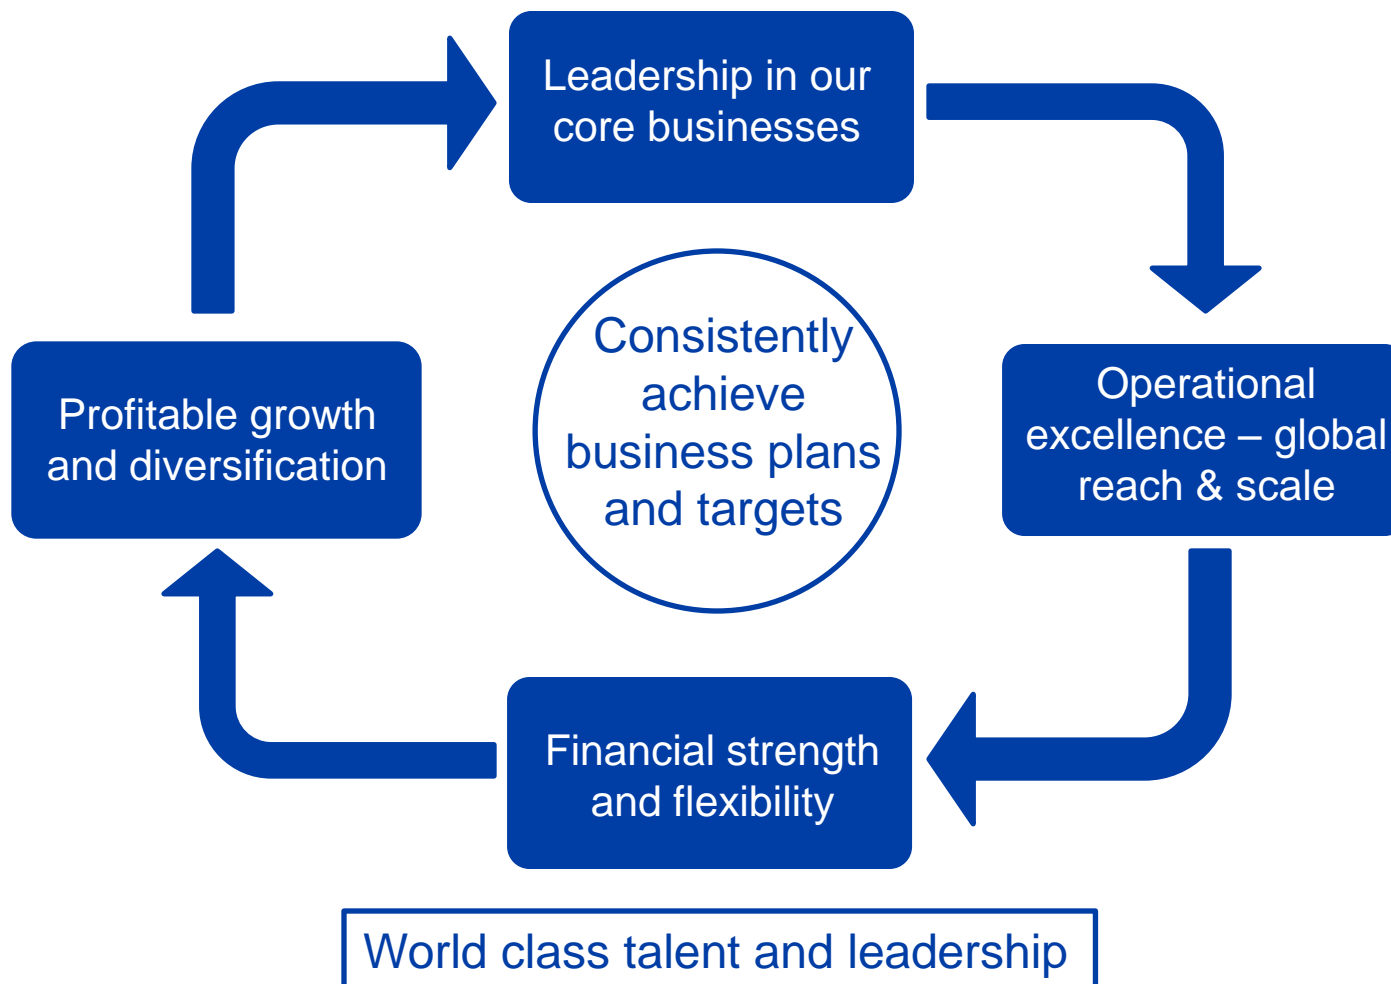 Leadership in our
core businesses
Consistently
achieve
business plans
and targets
Operational
excellence – global
reach & scale
Profitable growth
and diversification
Financial strength
and flexibility
World class talent and leadership